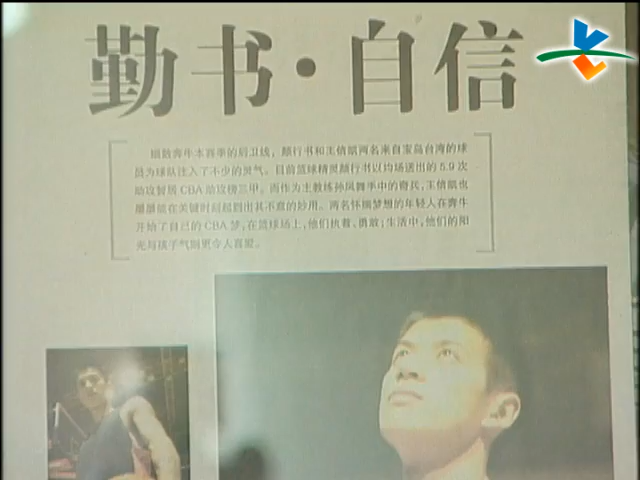 勤书·自信
细数奔牛本赛季的后卫线，颜行书和王信凯两名来自宝岛台湾的球
员为球队注入了不少的灵气。目前篮球精灵颜行书以均场送出的5.9次
助攻暂居CBA助攻榜三甲。而作为主教练孙凤舞手中的奇兵，王信凯也
屡屡能在关键时刻起到出其不意的妙用。两名怀揣梦想的年轻人在奔牛
开始了自己的CBA梦，在篮球场上，他们执着、勇敢；生活中，他们的阳
光与孩子气则更令人喜爱。